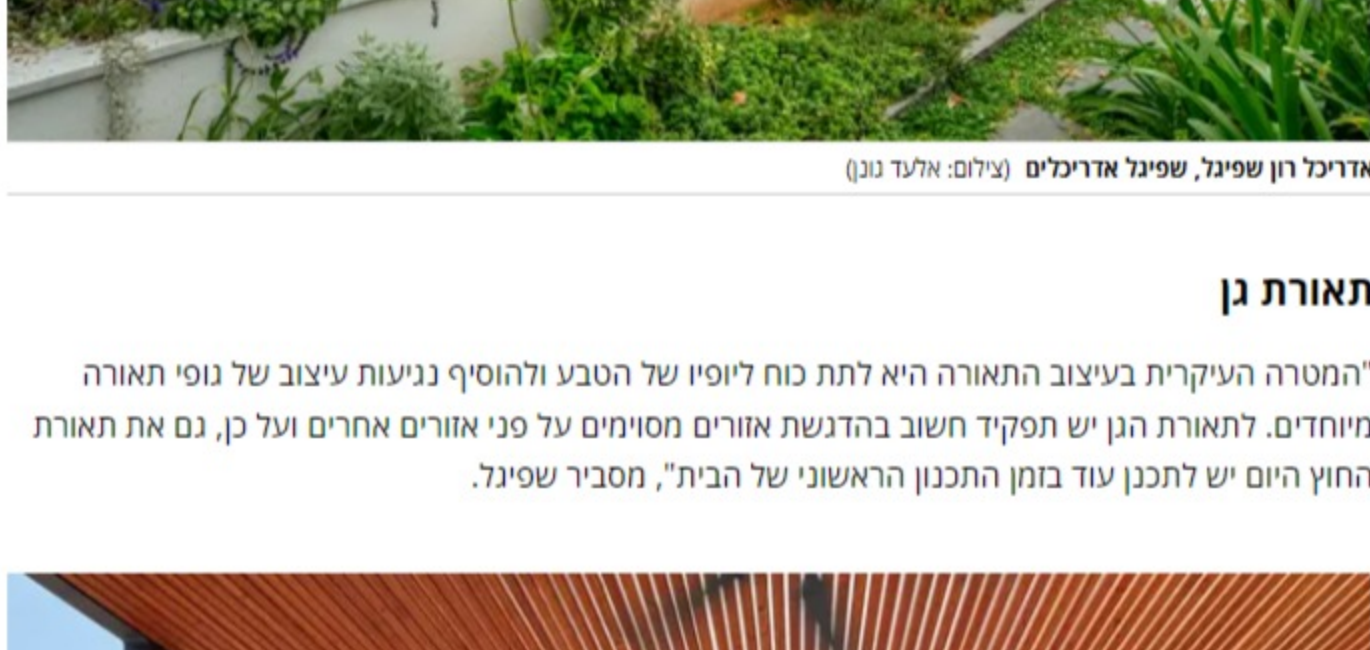 אדריכל רון שפיגל, שפיגל אדריכלים (צילום: אלעד גונן)
תאורת גן
"המטרה העיקרית בעיצוב התאורה היא לתת כוח ליופיו של הטבע ולהוסיף נגיעות עיצוב של גופי תאורה
מיוחדים. לתאורת הגן יש תפקיד חשוב בהדגשת אזורים מסוימים על פני אזורים אחרים ועל כן, גם את תאורת
החוץ היום יש לתכנן עוד בזמן התכנון הראשוני של הבית", מסביר שפיגל.